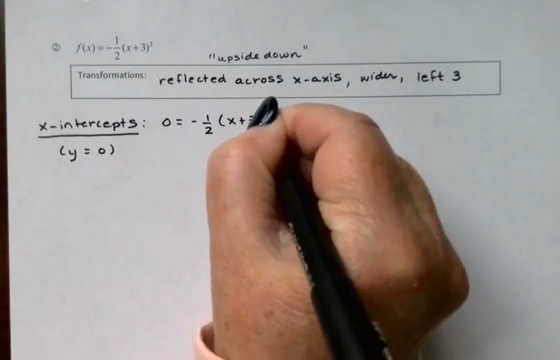 ② f(x) = -1/2(x+3)²
"upside down"
Transformations: reflected across x-axis, wider, left 3
x-intercepts: 0 = -1/2 (x+
(y = 0)